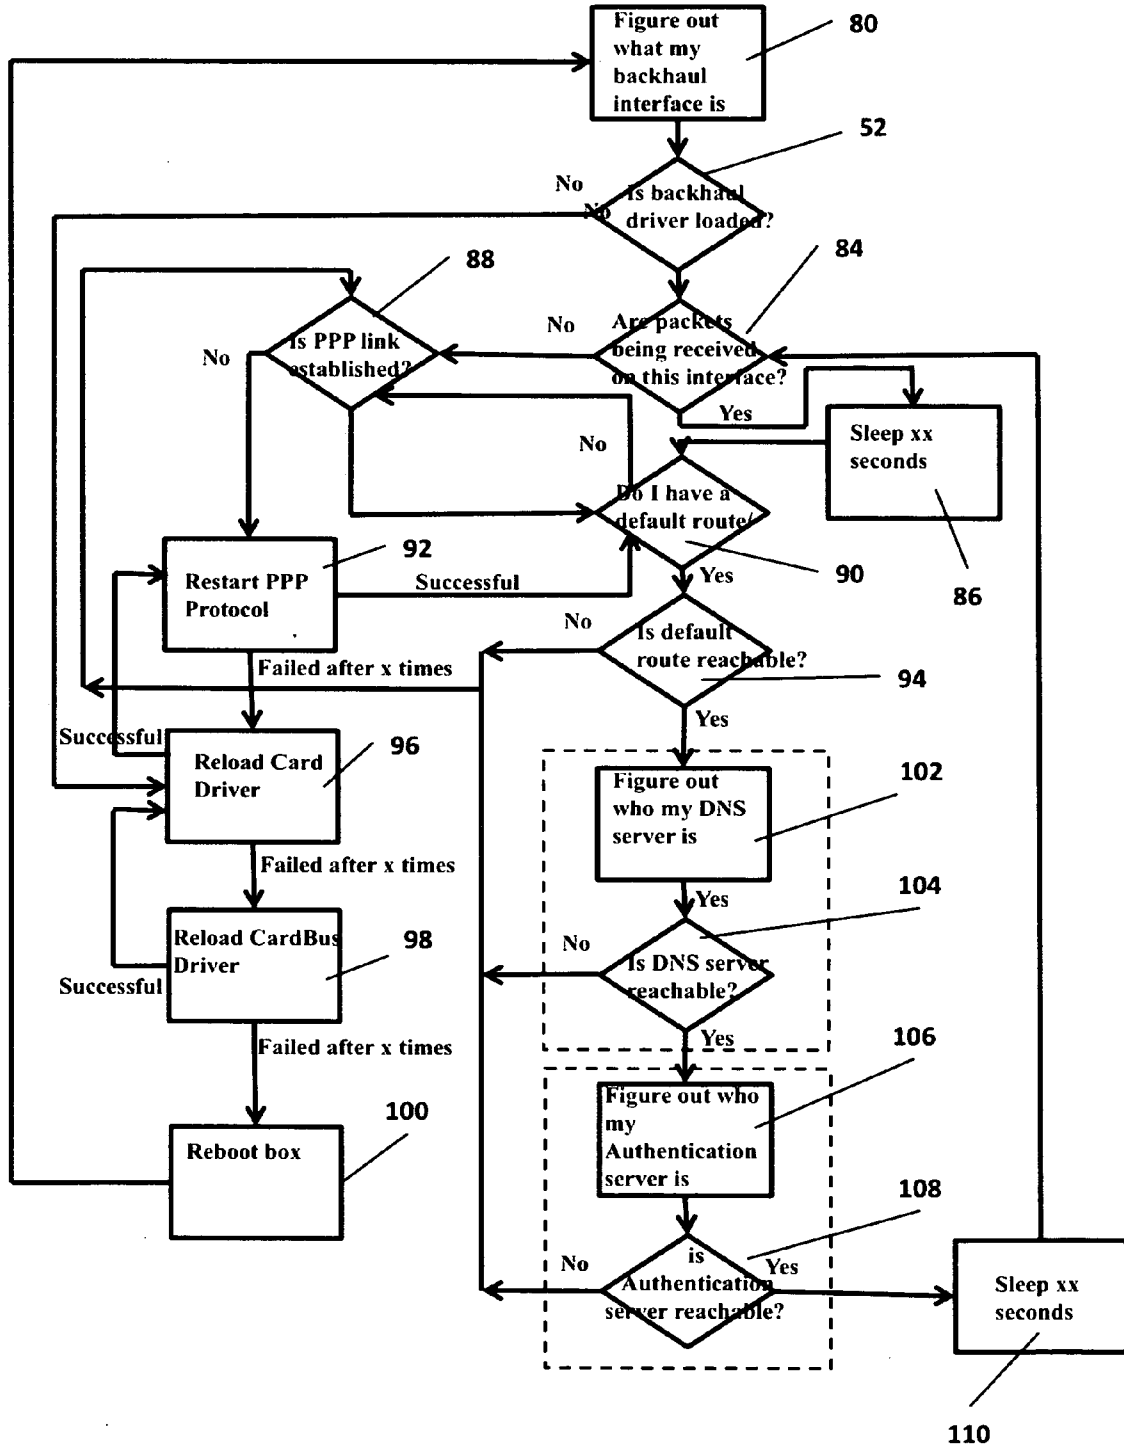 Figure out
what my
backhaul
interface is
80
52
No
No
Is backhaul
driver loaded?
84
88
No
Are packets
being received
on this interface?
Is PPP link
established?
No
Yes
Sleep xx
seconds
No
Do I have a
default route/
86
90
92
Restart PPP
Protocol
Successful
Yes
No
Is default
route reachable?
94
Failed after x times
Yes
Successful
Reload Card
Driver
96
Figure out
who my DNS
server is
102
Failed after x times
Yes
104
Reload CardBus
Driver
98
No
Is DNS server
reachable?
Successful
Yes
Failed after x times
106
Figure out who
my
Authentication
server is
100
Reboot box
108
No
is
Authentication
server reachable?
Yes
Sleep xx
seconds
110